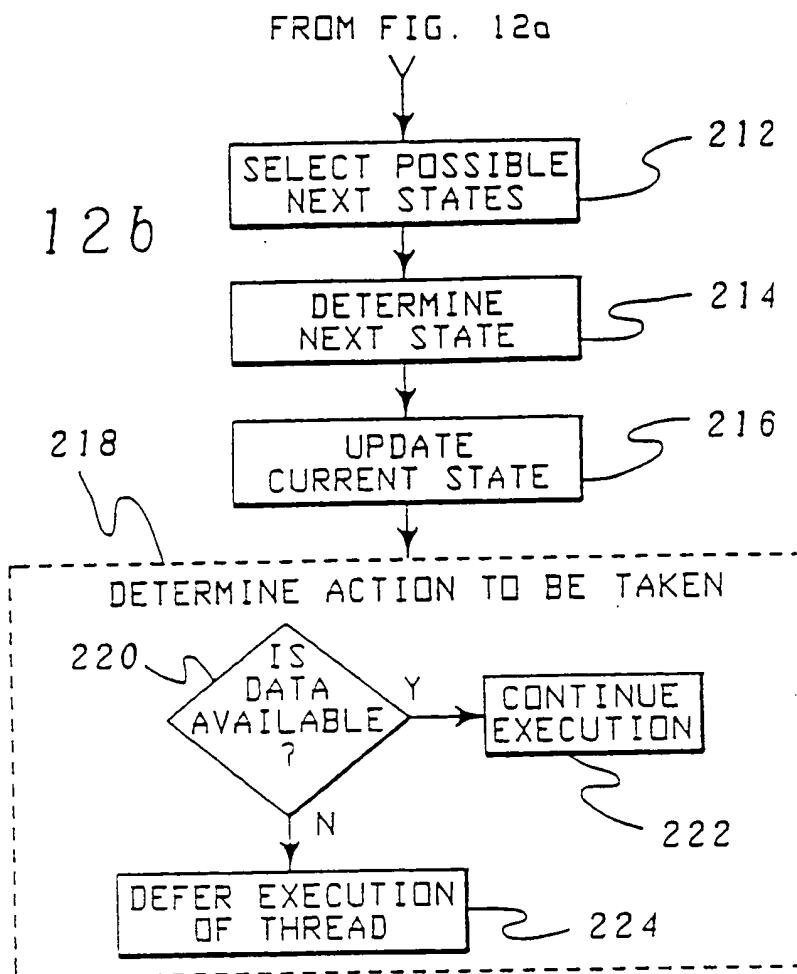 FROM FIG. 12a
212
SELECT POSSIBLE
NEXT STATES
12b
214
DETERMINE
NEXT STATE
216
UPDATE
CURRENT STATE
218
DETERMINE ACTION TO BE TAKEN
220
IS
DATA
AVAILABLE
?
Y
CONTINUE
EXECUTION
222
N
DEFER EXECUTION
OF THREAD
224